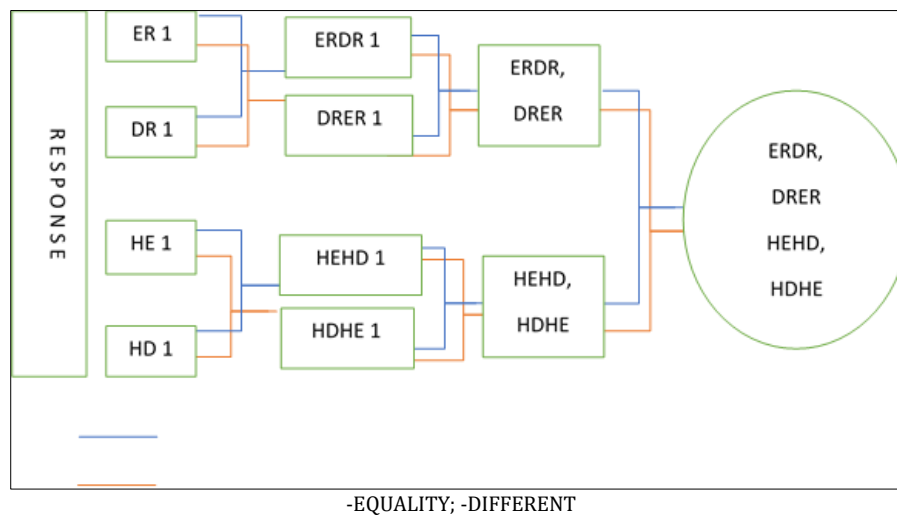 RESPONSE
ER 1
DR 1
HE 1
HD 1
ERDR 1
DRER 1
HEHD 1
HDHE 1
ERDR,
DRER
HEHD,
HDHE
ERDR,
DRER
HEHD,
HDHE
-EQUALITY; -DIFFERENT